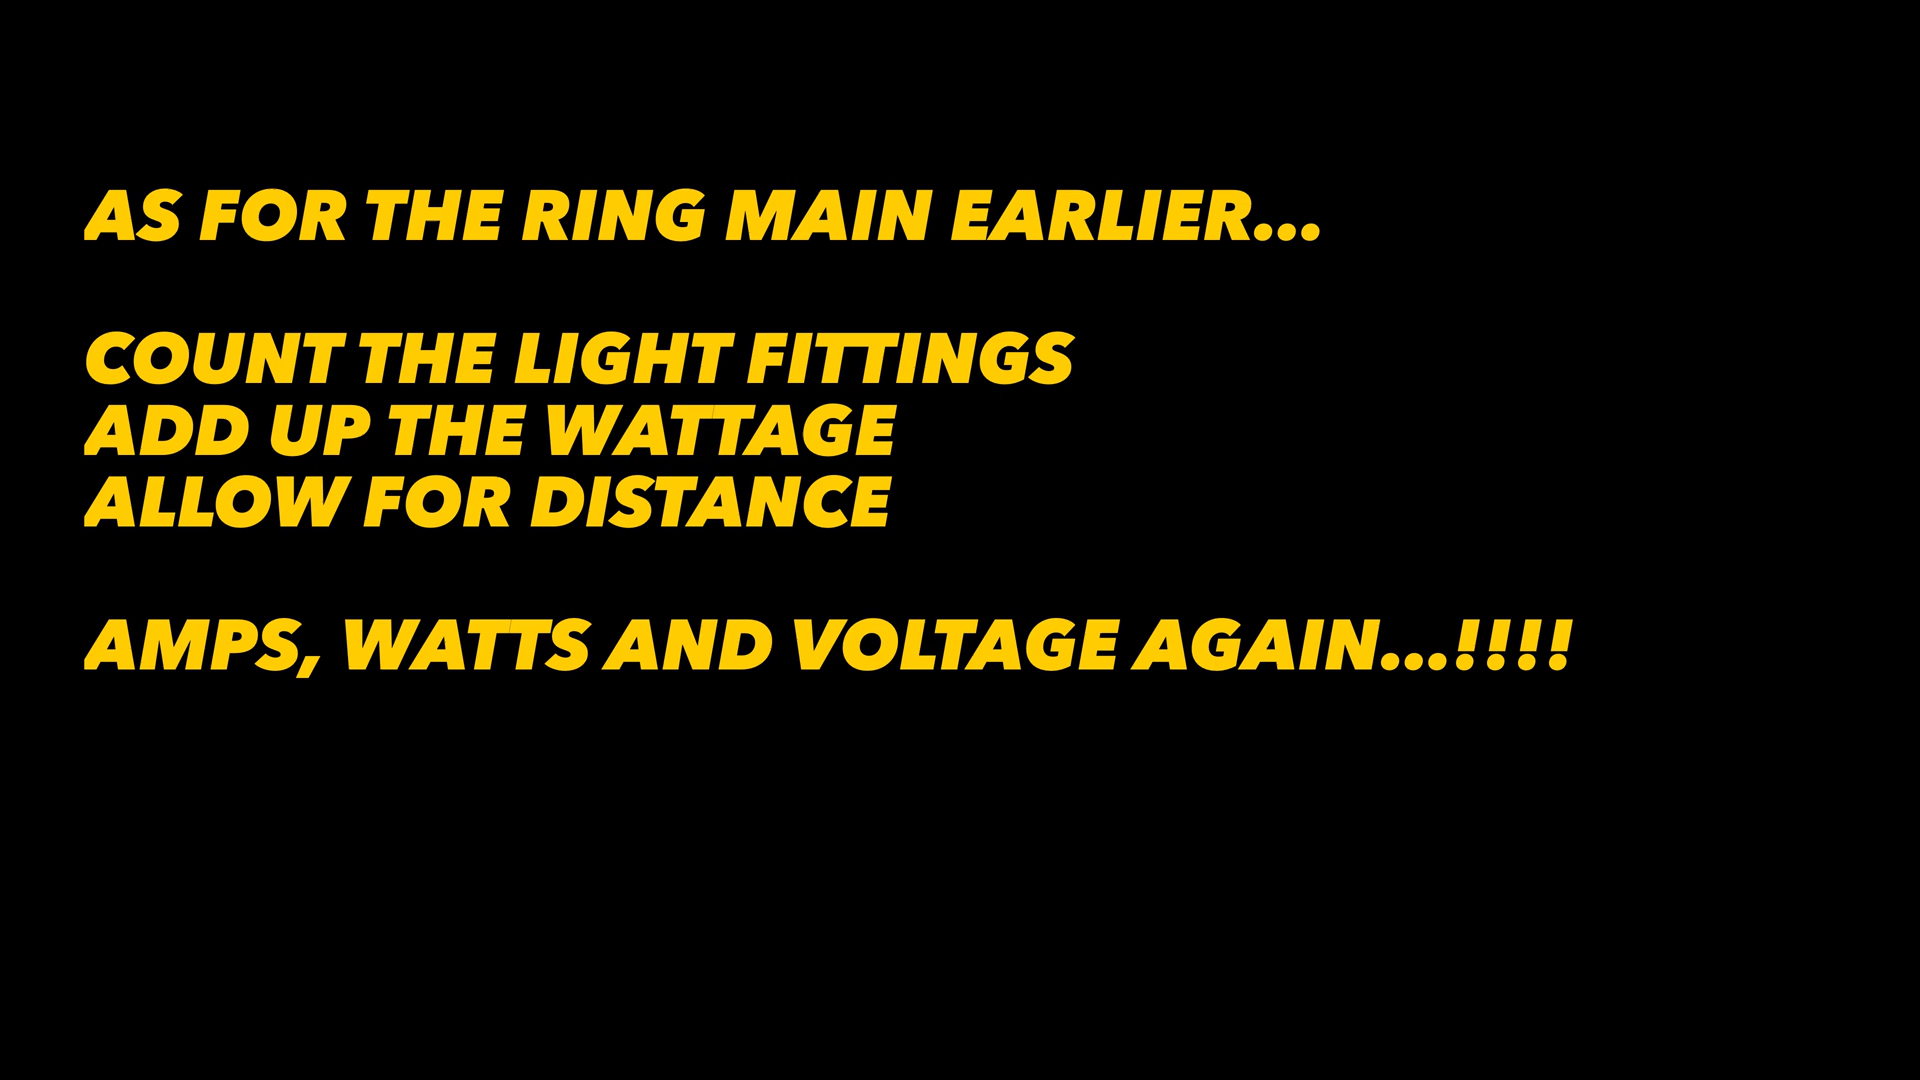 AS FOR THE RING MAIN EARLIER...
COUNT THE LIGHT FITTINGS
ADD UP THE WATTAGE
ALLOW FOR DISTANCE
AMPS, WATTS AND VOLTAGE AGAIN...!!!!